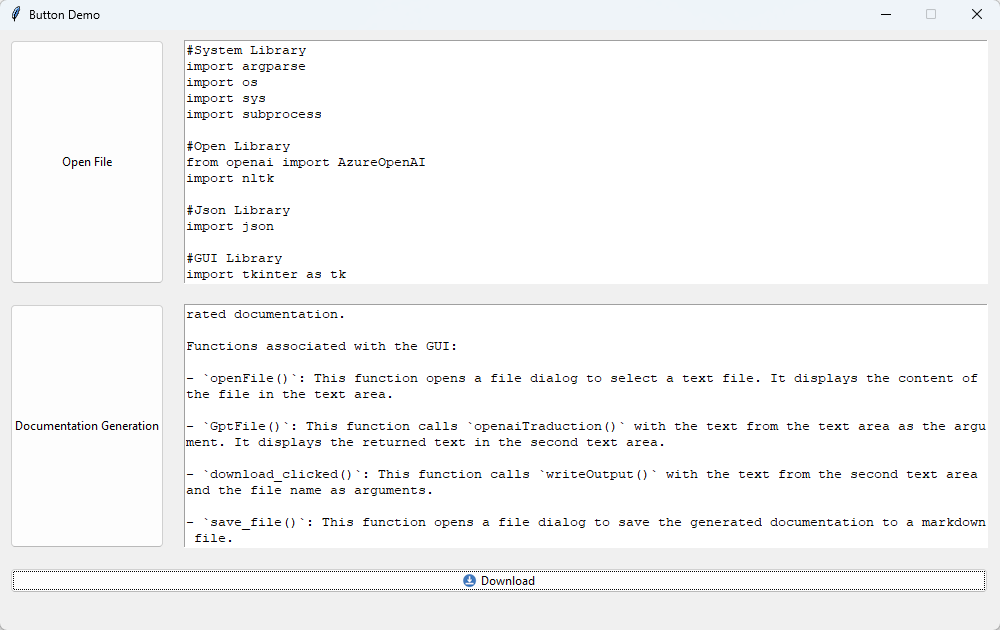 Button Demo
Open File
#System Library
import argparse
import os
import sys
import subprocess
#Open Library
from openai import AzureOpenAI
import nltk
#Json Library
import json
#GUI Library
import tkinter as tk
Documentation Generation
rated documentation.
Functions associated with the GUI:
- `openFile()`: This function opens a file dialog to select a text file. It displays the content of
the file in the text area.
- `GptFile()`: This function calls `openaiTraduction()` with the text from the text area as the argu
ment. It displays the returned text in the second text area.
- `download_clicked()`: This function calls `writeOutput()` with the text from the second text area
and the file name as arguments.
- `save_file()`: This function opens a file dialog to save the generated documentation to a markdown
file.
Download